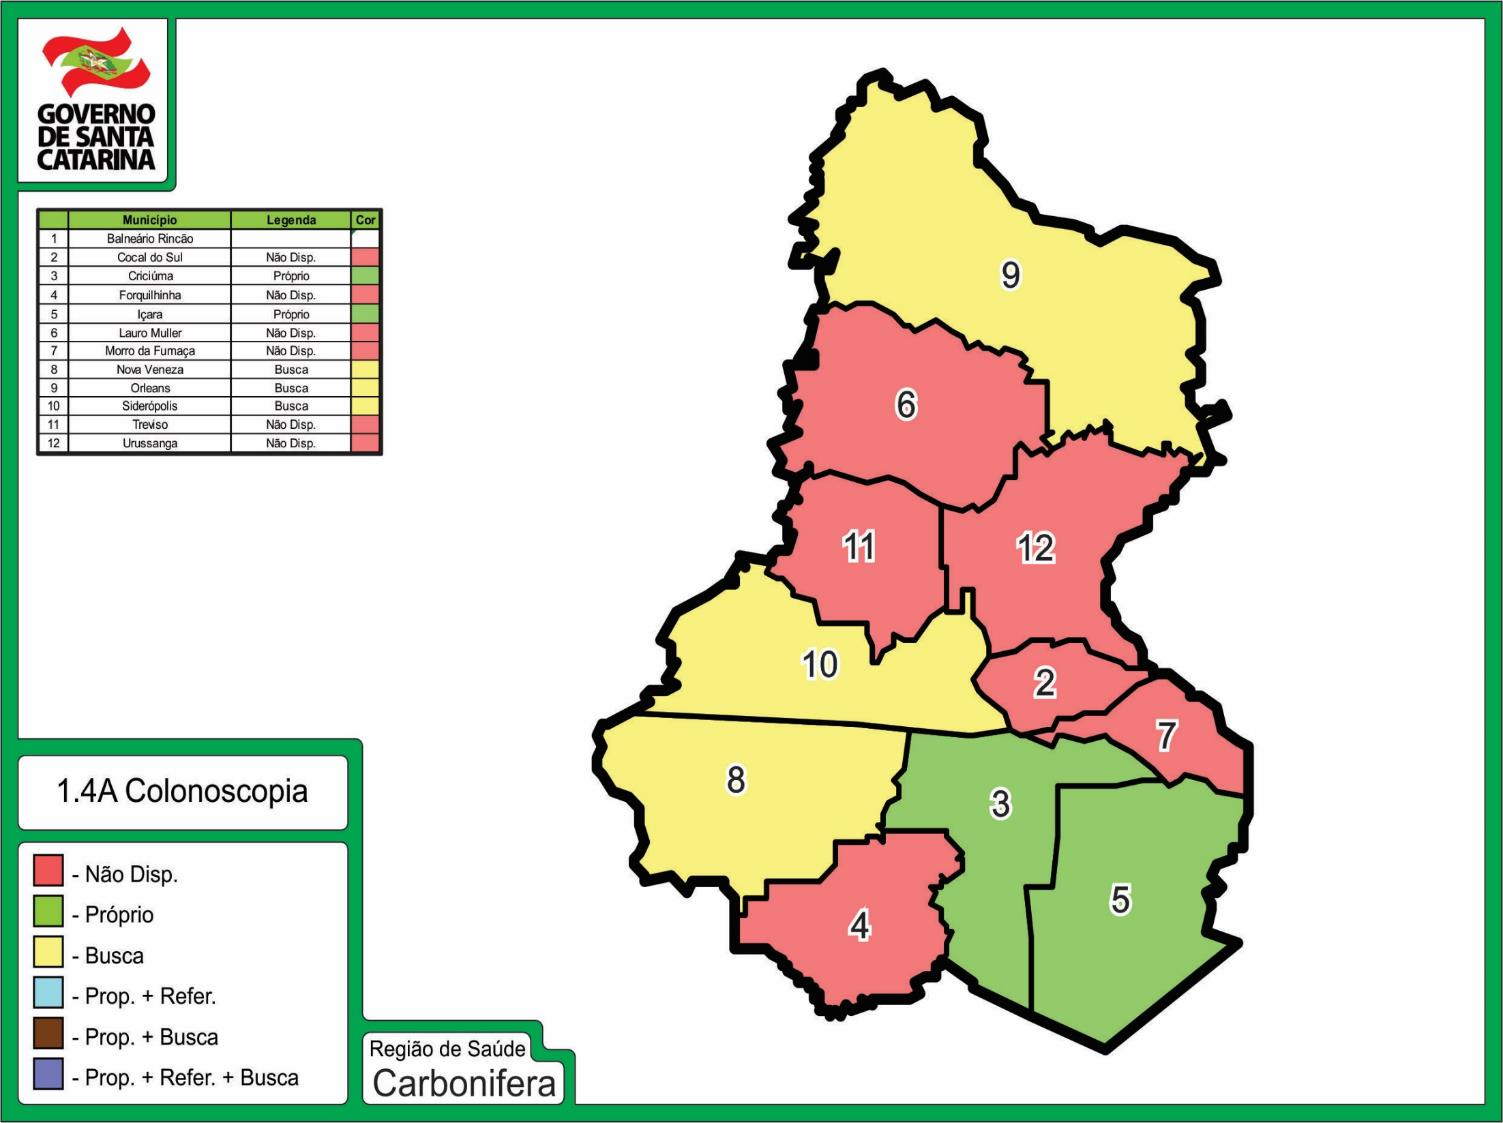 GOVERNO
DE SANTA
CATARINA
Município Legenda Cor
1 Balneário Rincão
2 Cocal do Sul Não Disp.
3 Criciúma Próprio
4 Forquilhinha Não Disp.
5 Içara Próprio
6 Lauro Muller Não Disp.
7 Morro da Fumaça Não Disp.
8 Nova Veneza Busca
9 Orleans Busca
10 Siderópolis Busca
11 Treviso Não Disp.
12 Urussanga Não Disp.
9
6
11
12
10
2
7
8
3
5
4
1.4A Colonoscopia
- Não Disp.
- Próprio
- Busca
- Prop. + Refer.
- Prop. + Busca
- Prop. + Refer. + Busca
Região de Saúde
Carbonifera